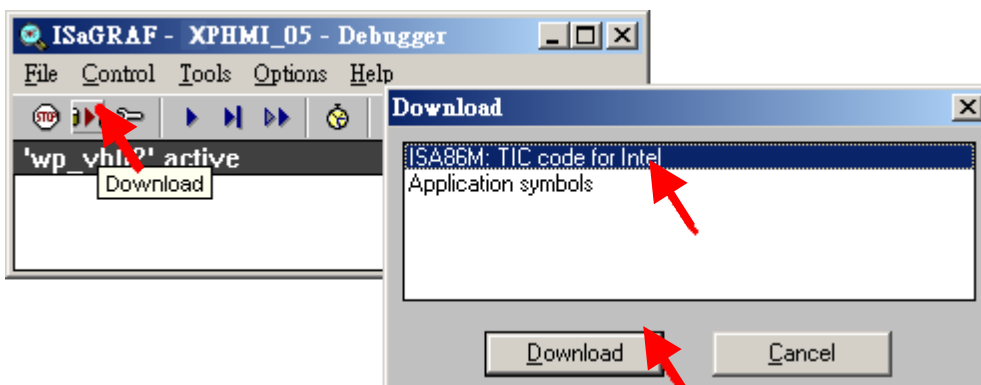 ISaGRAF - XPHMI_05 - Debugger
File Control Tools Options Help
STOP
active
Download
Download
ISA86M: TIC code for Intel
Application symbols
Download
Cancel